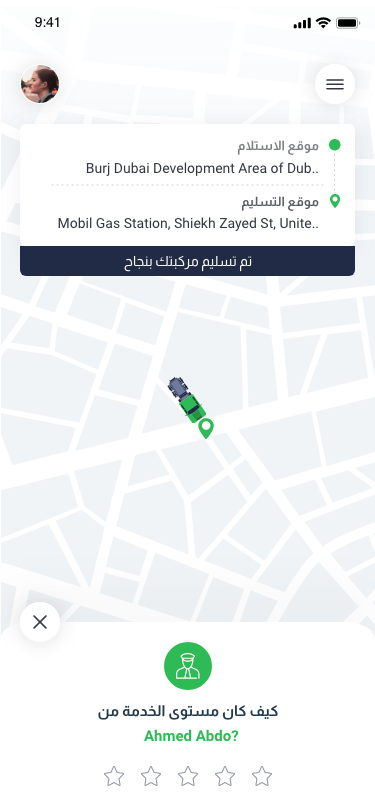 9:41
موقع الاستلام
Burj Dubai Development Area of Dub..
موقع التسليم
Mobil Gas Station, Shiekh Zayed St, Unite..
تم تسليم مركبتك بنجاح
كيف كان مستوى الخدمة من
Ahmed Abdo?